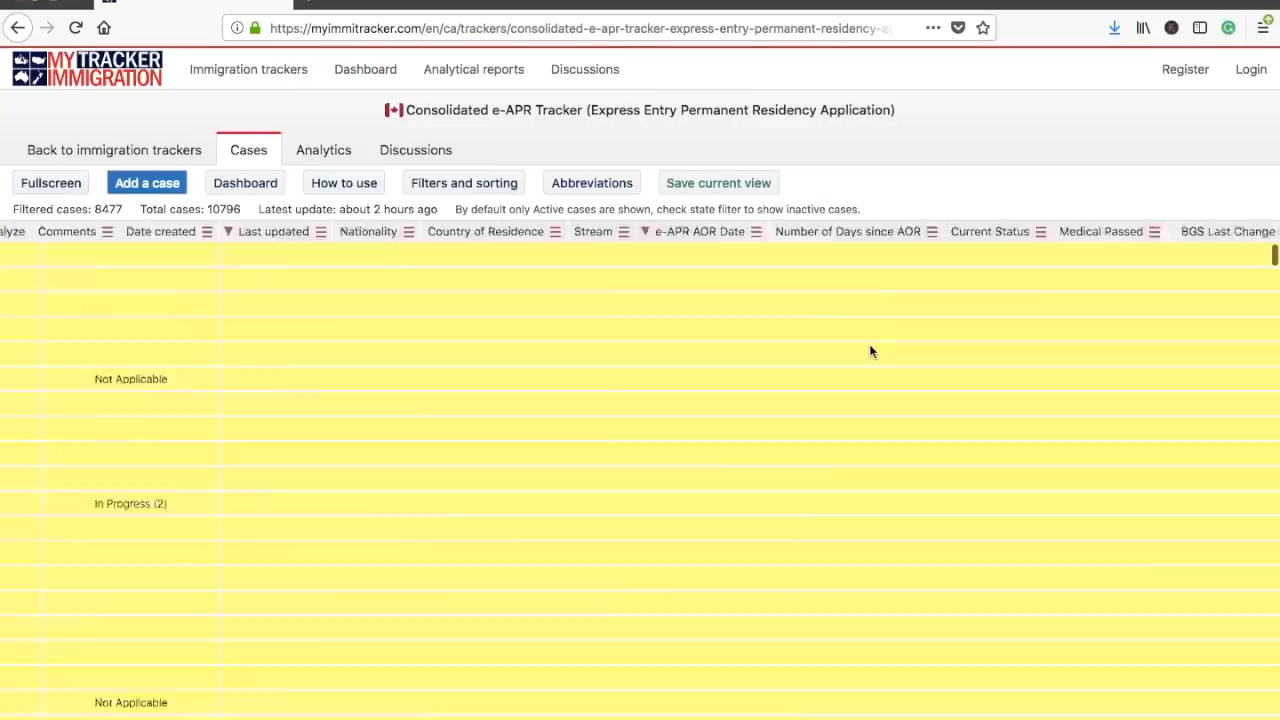 https://myimmitracker.com/en/ca/trackers/consolidated-e-apr-tracker-express-entry-permanent-residency-a
MYTRACKER
IMMIGRATION
Immigration trackers Dashboard Analytical reports Discussions Register Login
Consolidated e-APR Tracker (Express Entry Permanent Residency Application)
Back to immigration trackers Cases Analytics Discussions
Fullscreen Add a case Dashboard How to use Filters and sorting Abbreviations Save current view
Filtered cases: 8477 Total cases: 10796 Latest update: about 2 hours ago By default only Active cases are shown, check state filter to show inactive cases.
alyze Comments Date created Last updated Nationality Country of Residence Stream e-APR AOR Date Number of Days since AOR Current Status Medical Passed BGS Last Change
Not Applicable
In Progress (2)
Not Applicable